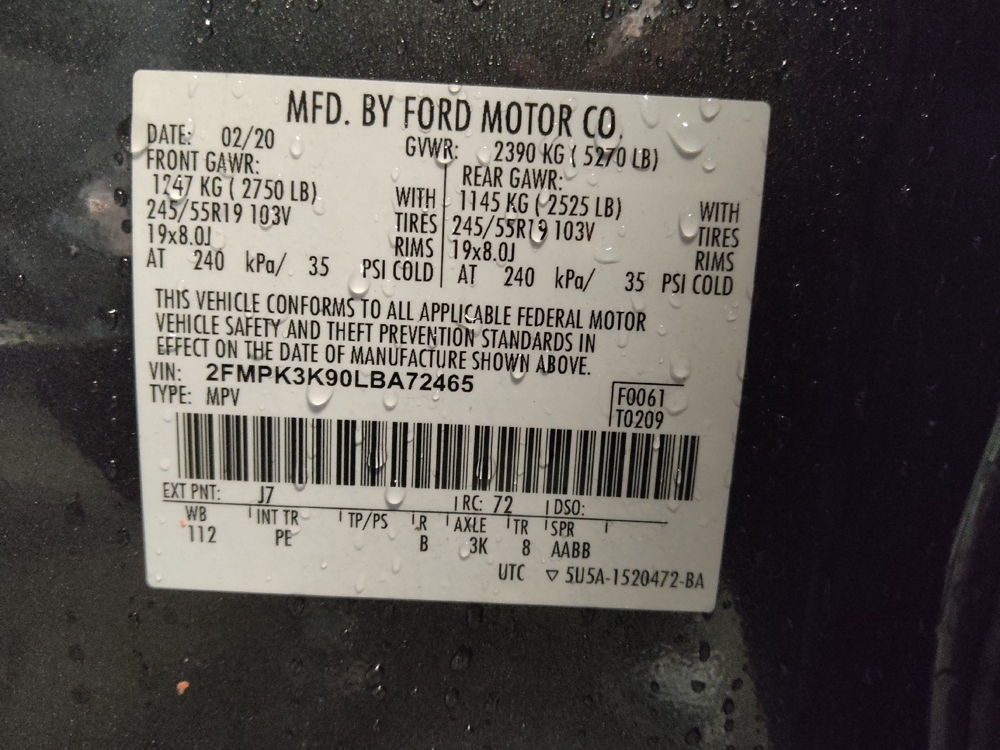 MFD. BY FORD MOTOR CO.
DATE: 02/20 GVWR: 2390 KG ( 5270 LB)
FRONT GAWR: REAR GAWR:
1247 KG ( 2750 LB) WITH 1145 KG ( 2525 LB) WITH
245/55R19 103V TIRES 245/55R19 103V TIRES
19x8.0J RIMS 19x8.0J RIMS
AT 240 kPa/ 35 PSI COLD AT 240 kPa/ 35 PSI COLD
THIS VEHICLE CONFORMS TO ALL APPLICABLE FEDERAL MOTOR
VEHICLE SAFETY AND THEFT PREVENTION STANDARDS IN
EFFECT ON THE DATE OF MANUFACTURE SHOWN ABOVE.
VIN: 2FMPK3K90LBA72465
TYPE: MPV F0061
T0209
EXT PNT: J7 RC: 72 DSO:
WB INT TR TP/PS R AXLE TR SPR
112 PE B 3K 8 AABB
UTC ▽ 5U5A-1520472-BA